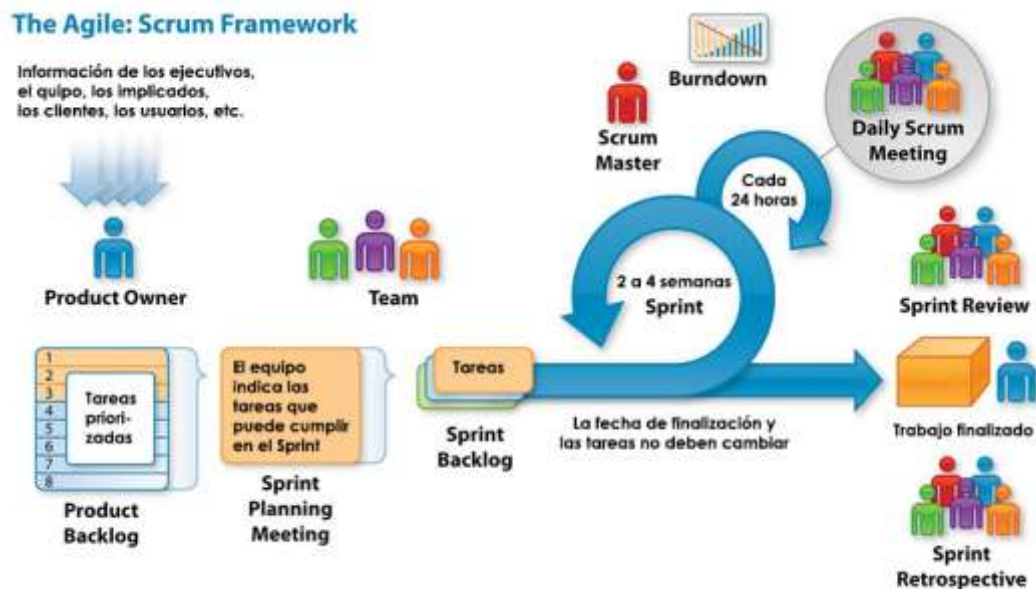 The Agile: Scrum Framework
Información de los ejecutivos,
el quipo, los implicados,
los clientes, los usuarios, etc.
Product Owner
Team
Scrum
Master
Burndown
Daily Scrum
Meeting
Cada
24 horas
2 a 4 semanas
Sprint
Sprint Review
1
2
3
4
5
6
7
8
Tareas
priori-
zadas
Product
Backlog
El equipo
indica las
tareas que
puede cumplir
en el Sprint
Sprint
Planning
Meeting
Tareas
Sprint
Backlog
La fecha de finalización y
las tareas no deben cambiar
Trabajo finalizado
Sprint
Retrospective